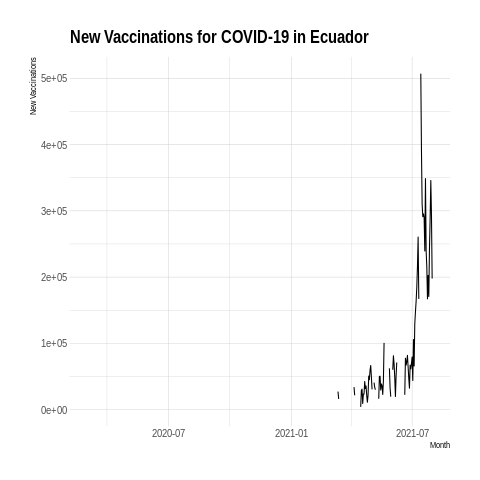 New Vaccinations for COVID-19 in Ecuador
New Vaccinations
5e+05
4e+05
3e+05
2e+05
1e+05
0e+00
2020-07
2021-01
2021-07
Month